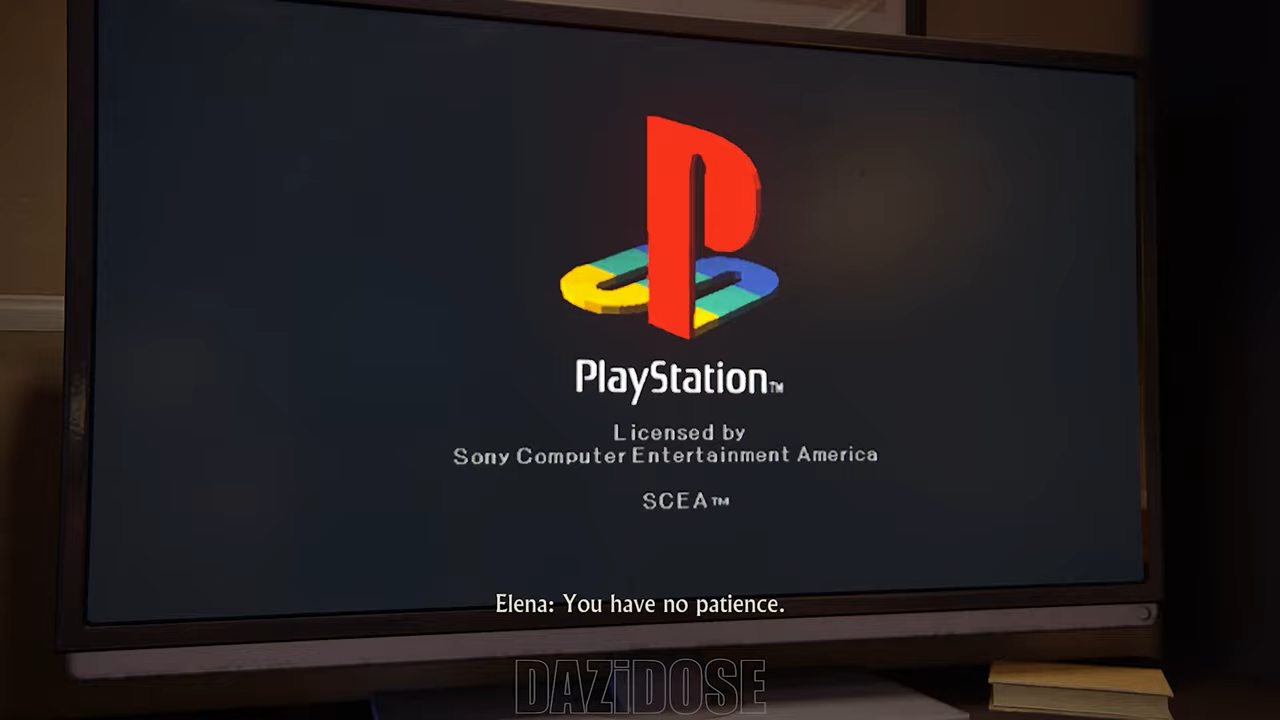 PlayStation™
Licensed by
Sony Computer Entertainment America
SCEA™
Elena: You have no patience.
DAZiDOSE